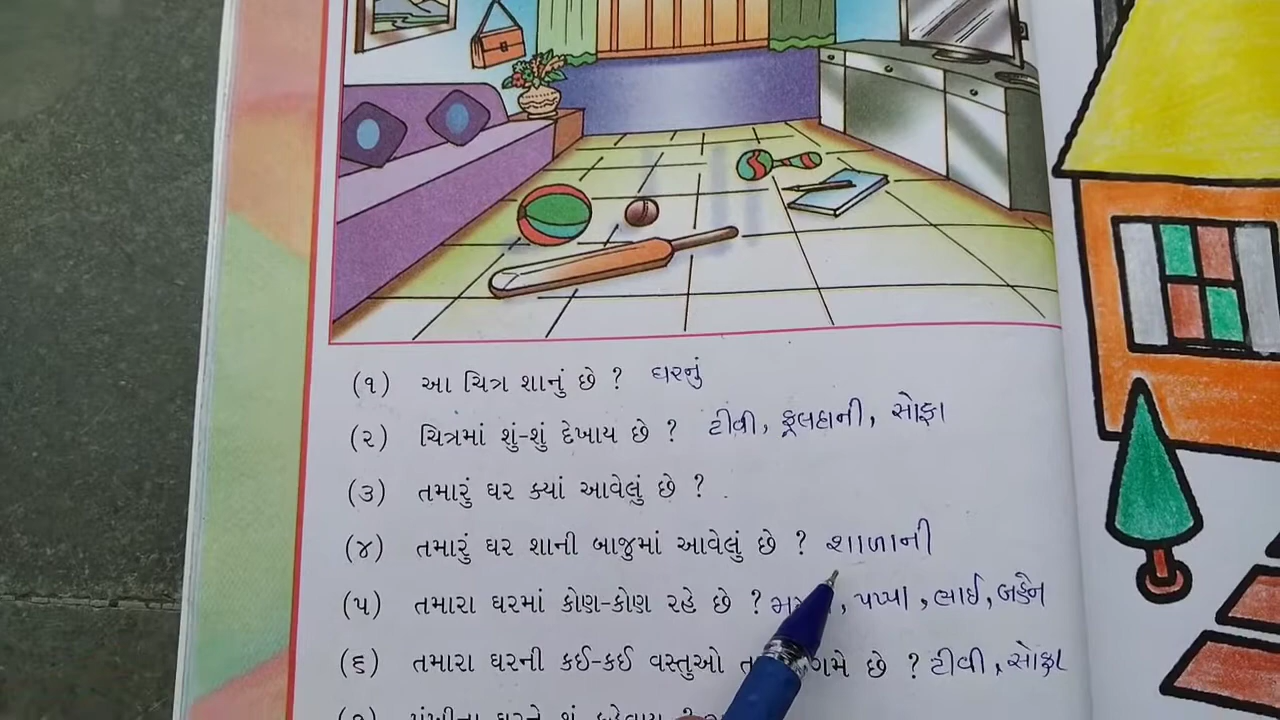 (૧) આ ચિત્ર શાનું છે ? ઘરનું
(૨) ચિત્રમાં શું-શું દેખાય છે ? ટીવી, ફૂલદાની, સોફા
(૩) તમારું ઘર ક્યાં આવેલું છે ?
(૪) તમારું ઘર શાની બાજુમાં આવેલું છે ? શાળાની
(૫) તમારા ઘરમાં કોણ-કોણ રહે છે ? , પપ્પા, ભાઈ, બહેન
(૬) તમારા ઘરની કઈ-કઈ વસ્તુઓ ગમે છે ? ટીવી, સોફા